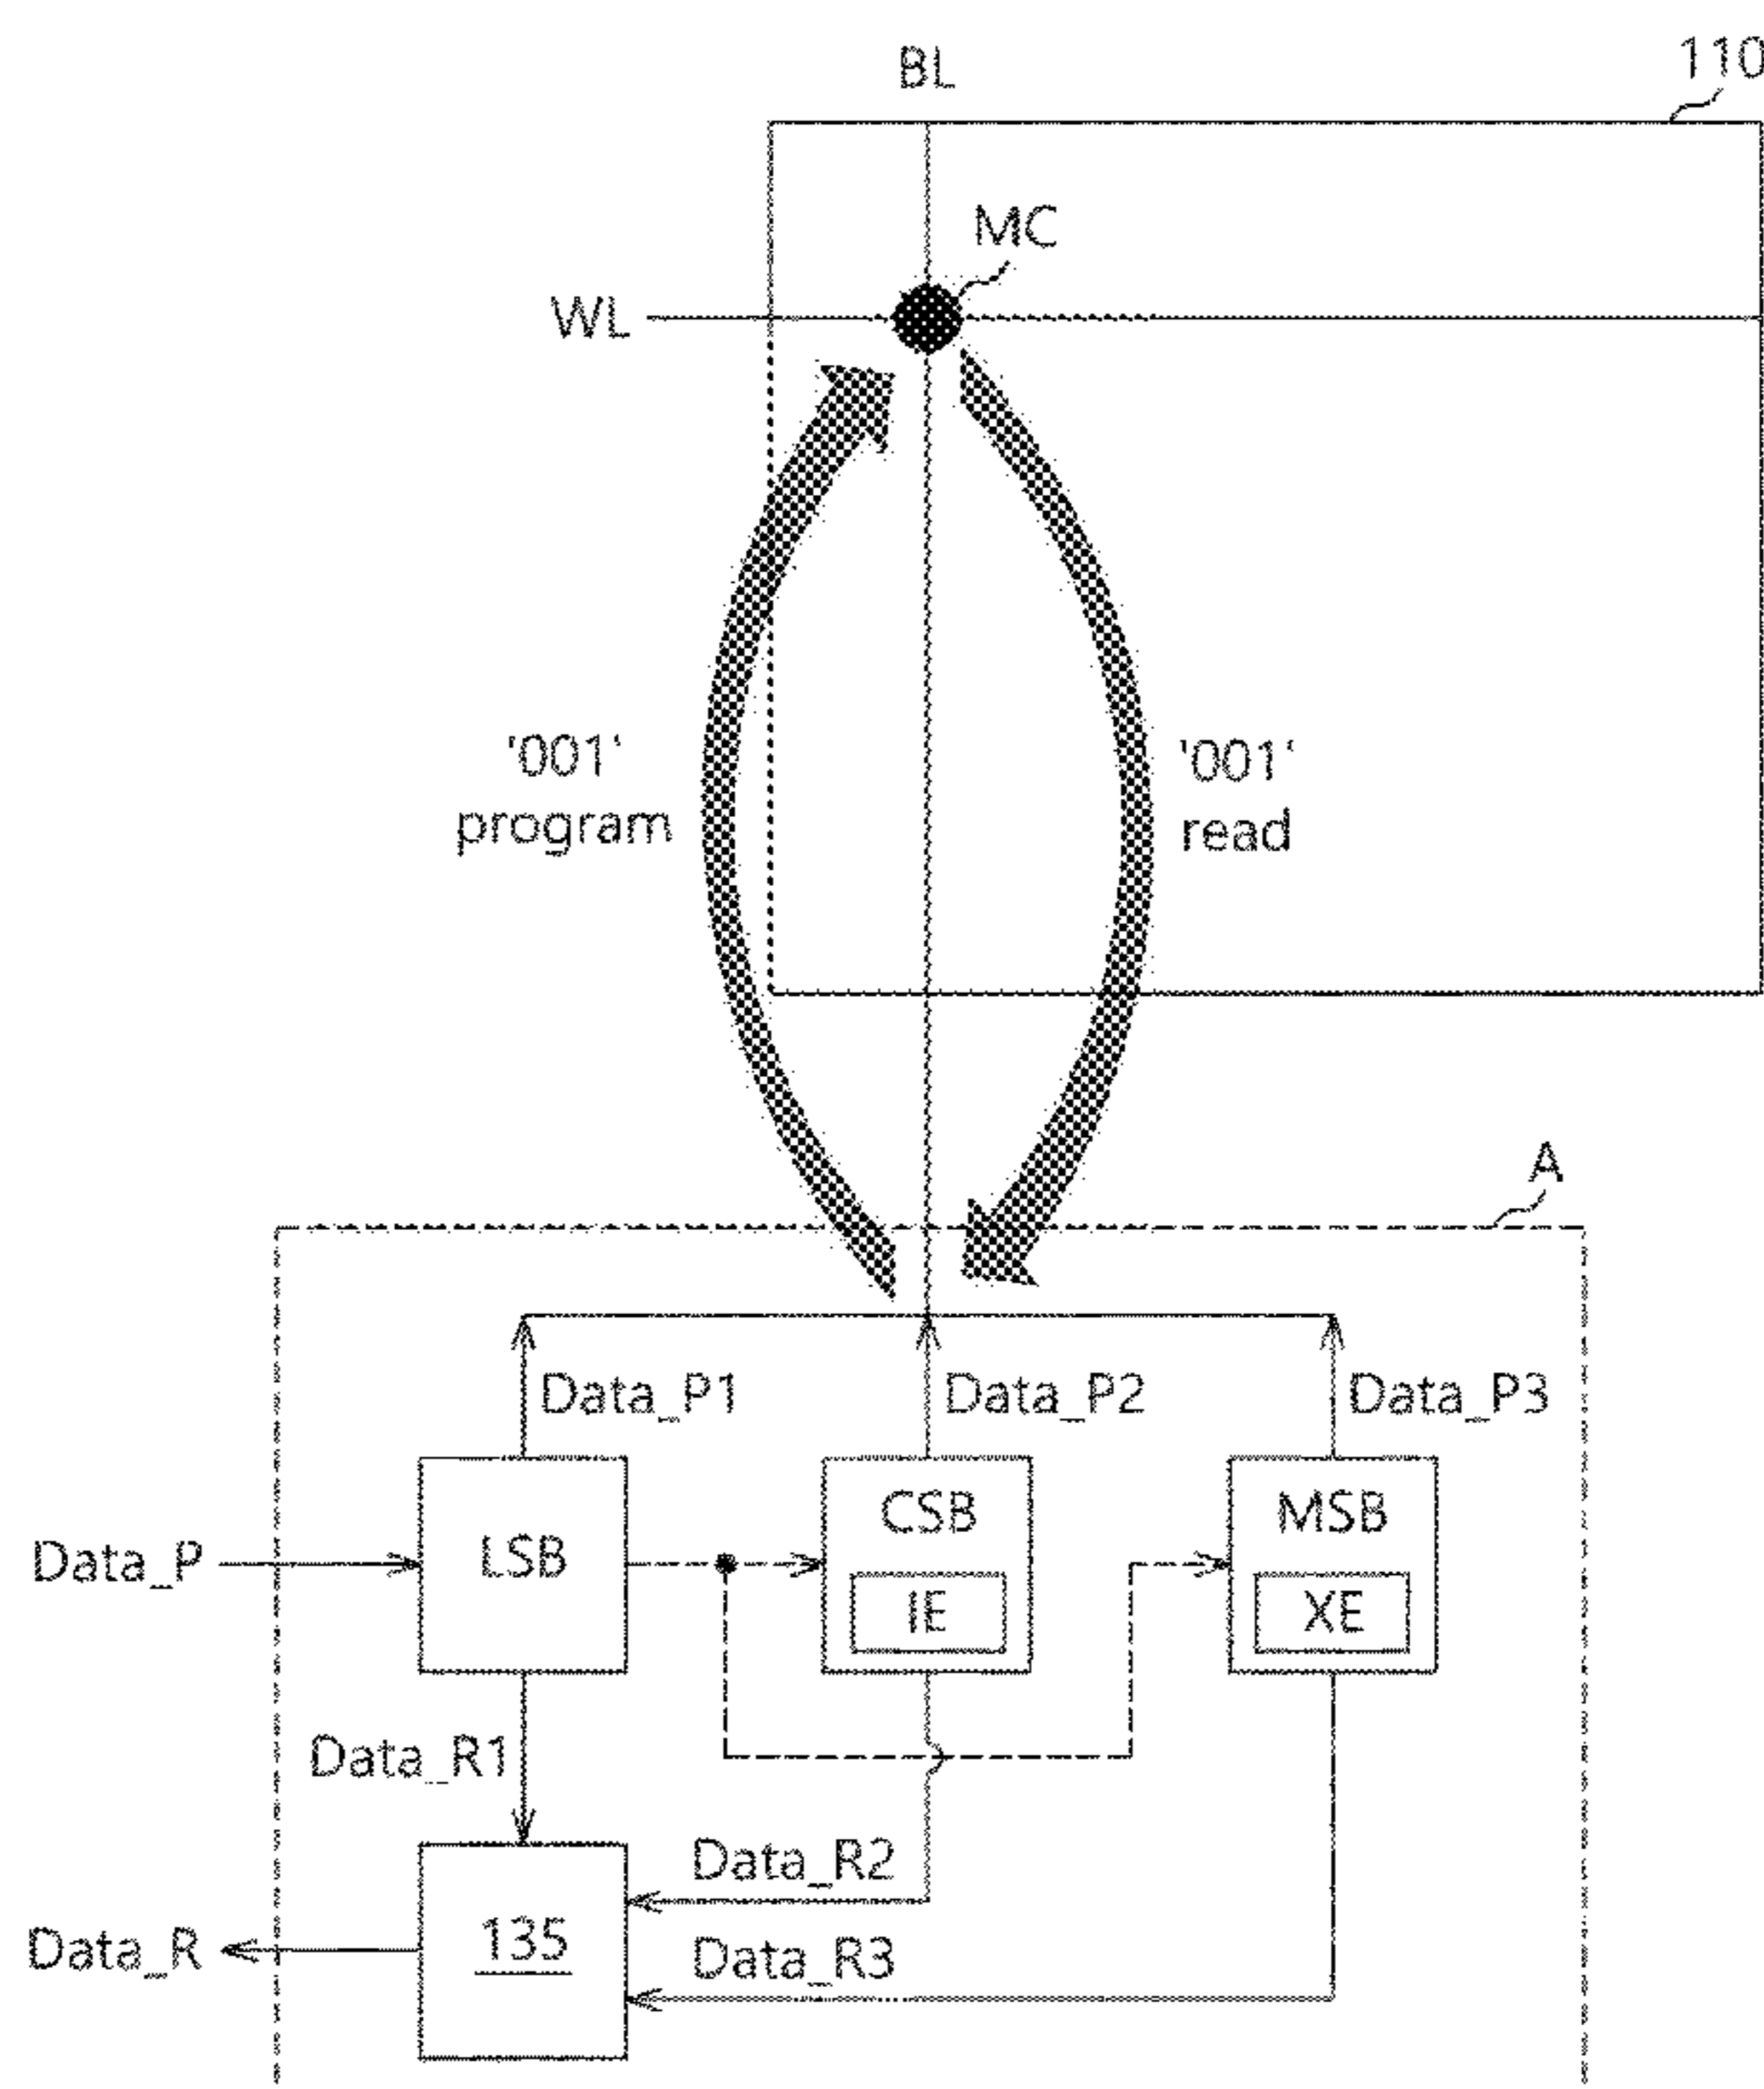 BL
110
MC
WL
'001'
program
'001'
read
A
Data_P1
Data_P2
Data_P3
Data_P
LSB
CSB
IE
MSB
XE
Data_R1
Data_R2
Data_R
135
Data_R3